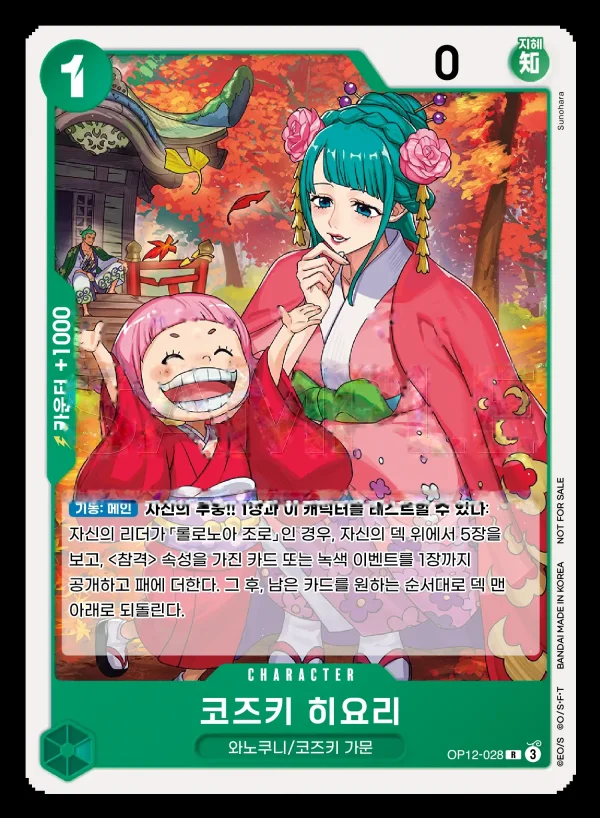 1
0
지혜
知
Sunohara
카운터 +1000
SAMPLE
기동: 메인 자신의 두웅!! 1장과 이 캐릭터를 레스트할 수 있다:
자신의 리더가 「롤로노아 조로」인 경우, 자신의 덱 위에서 5장을
보고, <참격> 속성을 가진 카드 또는 녹색 이벤트를 1장까지
공개하고 패에 더한다. 그 후, 남은 카드를 원하는 순서대로 덱 맨
아래로 되돌린다.
CHARACTER
코즈키 히요리
와노쿠니/코즈키 가문
OP12-028 R 3
©EO/S ©O/S·F·T BANDAI MADE IN KOREA NOT FOR SALE